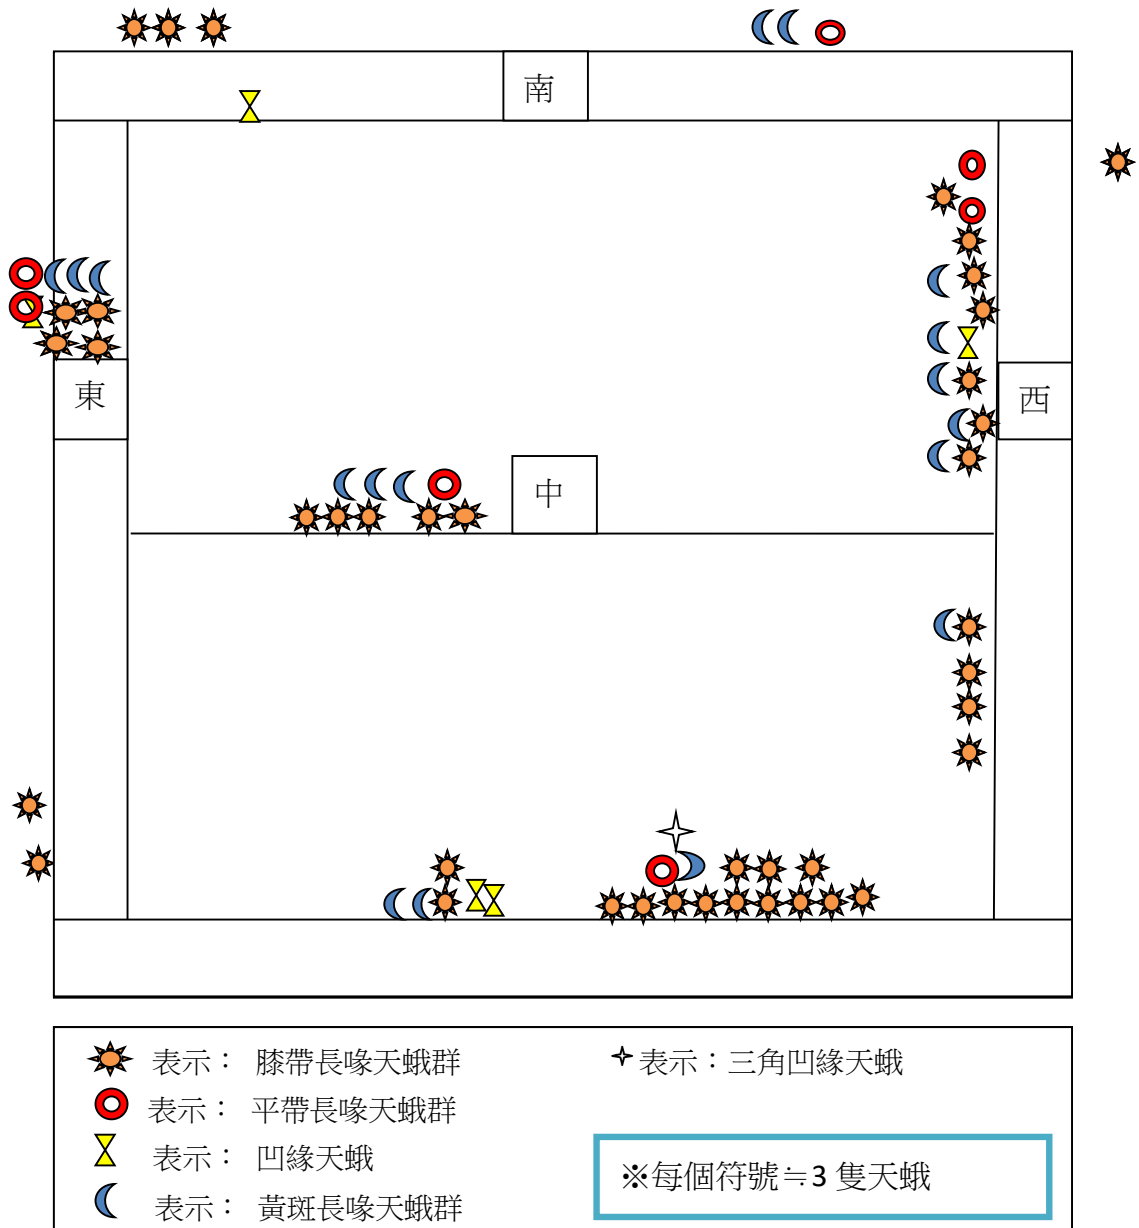 南
東
西
中
表示： 膝帶長喙天蛾群
表示：三角凹緣天蛾
表示： 平帶長喙天蛾群
表示： 凹緣天蛾
※每個符號≒3 隻天蛾
表示： 黃斑長喙天蛾群